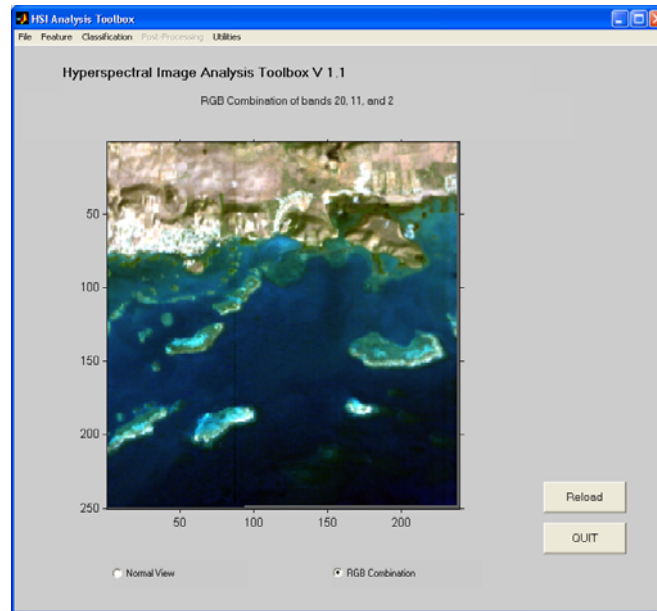 HSI Analysis Toolbox
File Feature Classification Post-Processing Utilities
Hyperspectral Image Analysis Toolbox V 1.1
RGB Combination of bands 20, 11, and 2
50
100
150
200
250
50 100 150 200
Reload
QUIT
Normal View RGB Combination